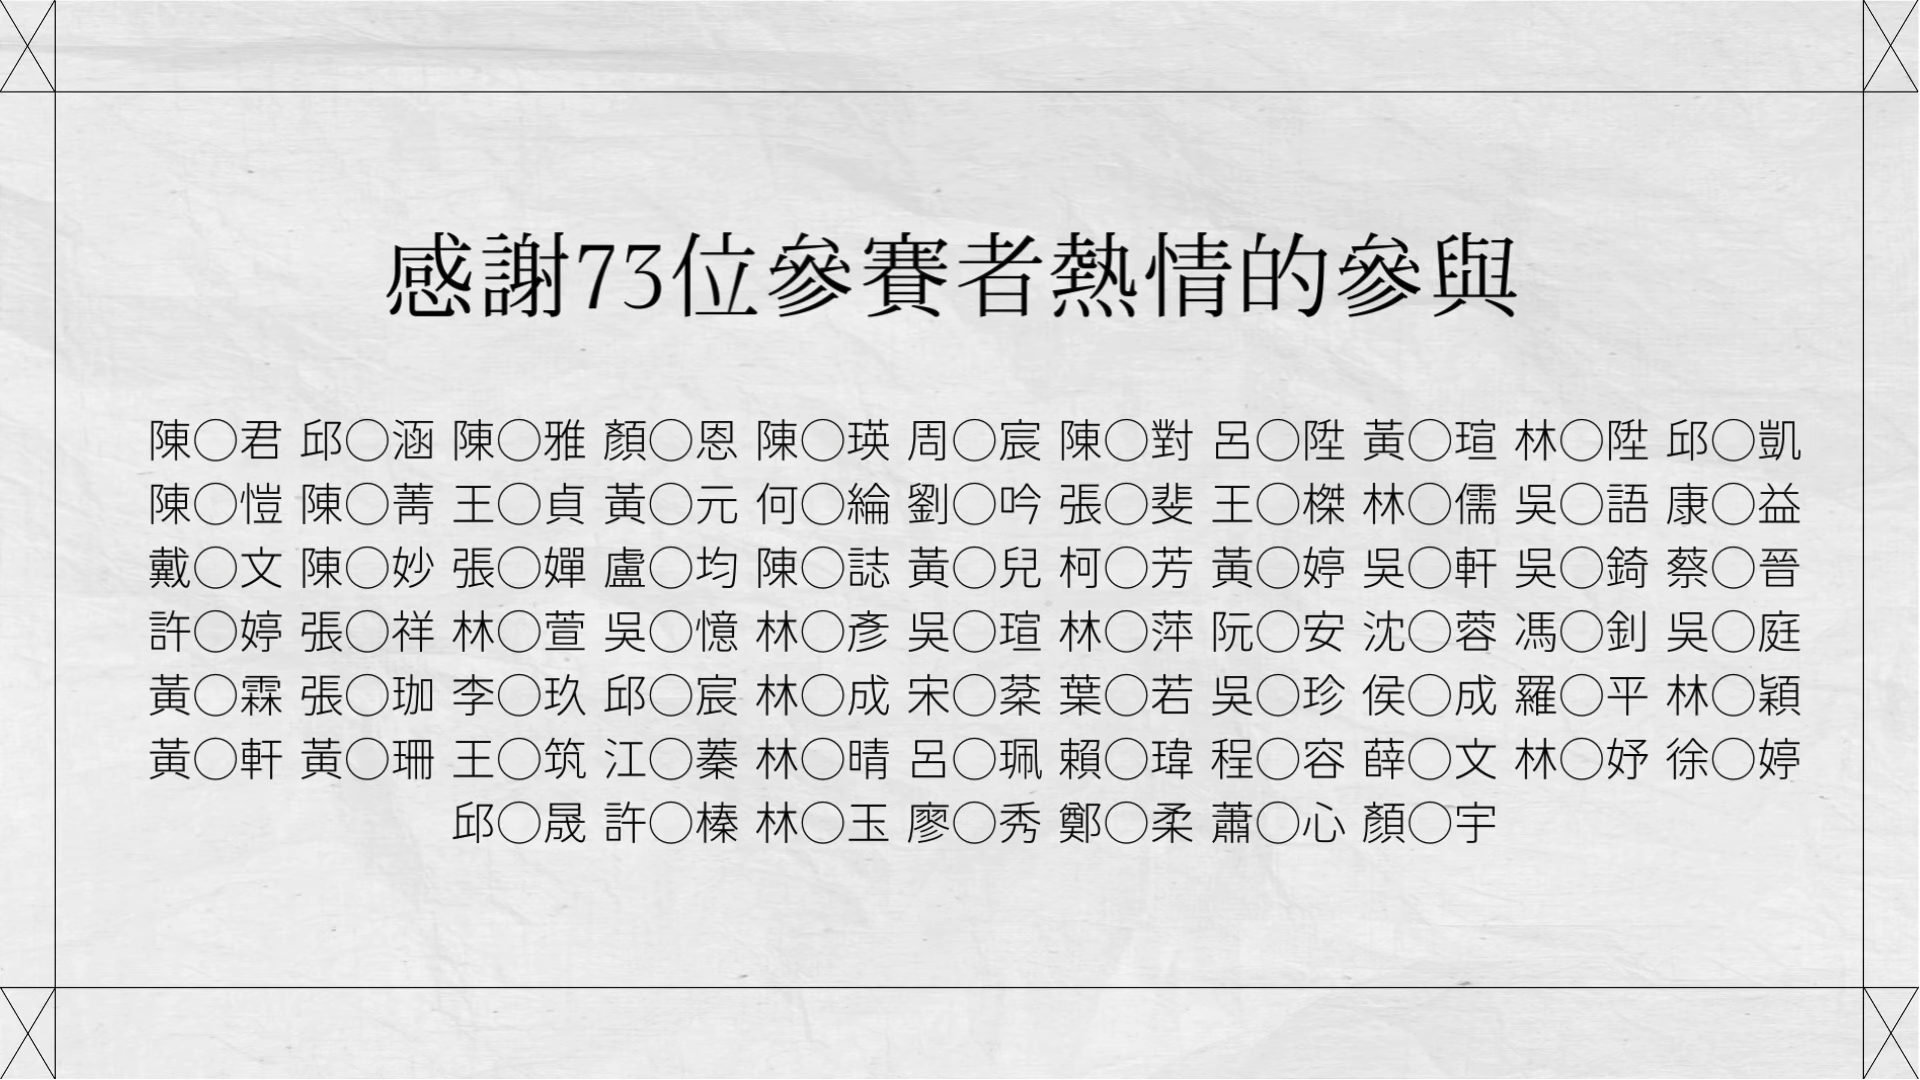 感謝73位參賽者熱情的參與
陳◯君 邱◯涵 陳◯雅 顏◯恩 陳◯瑛 周◯宸 陳◯對 呂◯陞 黃◯瑄 林◯陞 邱◯凱
陳◯愷 陳◯菁 王◯貞 黃◯元 何◯綸 劉◯吟 張◯斐 王◯榤 林◯儒 吳◯語 康◯益
戴◯文 陳◯妙 張◯嬋 盧◯均 陳◯誌 黃◯兒 柯◯芳 黃◯婷 吳◯軒 吳◯錡 蔡◯晉
許◯婷 張◯祥 林◯萱 吳◯憶 林◯彥 吳◯瑄 林◯萍 阮◯安 沈◯蓉 馮◯釗 吳◯庭
黃◯霖 張◯珈 李◯玖 邱◯宸 林◯成 宋◯蓁 葉◯若 吳◯珍 侯◯成 羅◯平 林◯穎
黃◯軒 黃◯珊 王◯筑 江◯蓁 林◯晴 呂◯珮 賴◯瑋 程◯容 薛◯文 林◯妤 徐◯婷
邱◯晟 許◯榛 林◯玉 廖◯秀 鄭◯柔 蕭◯心 顏◯宇